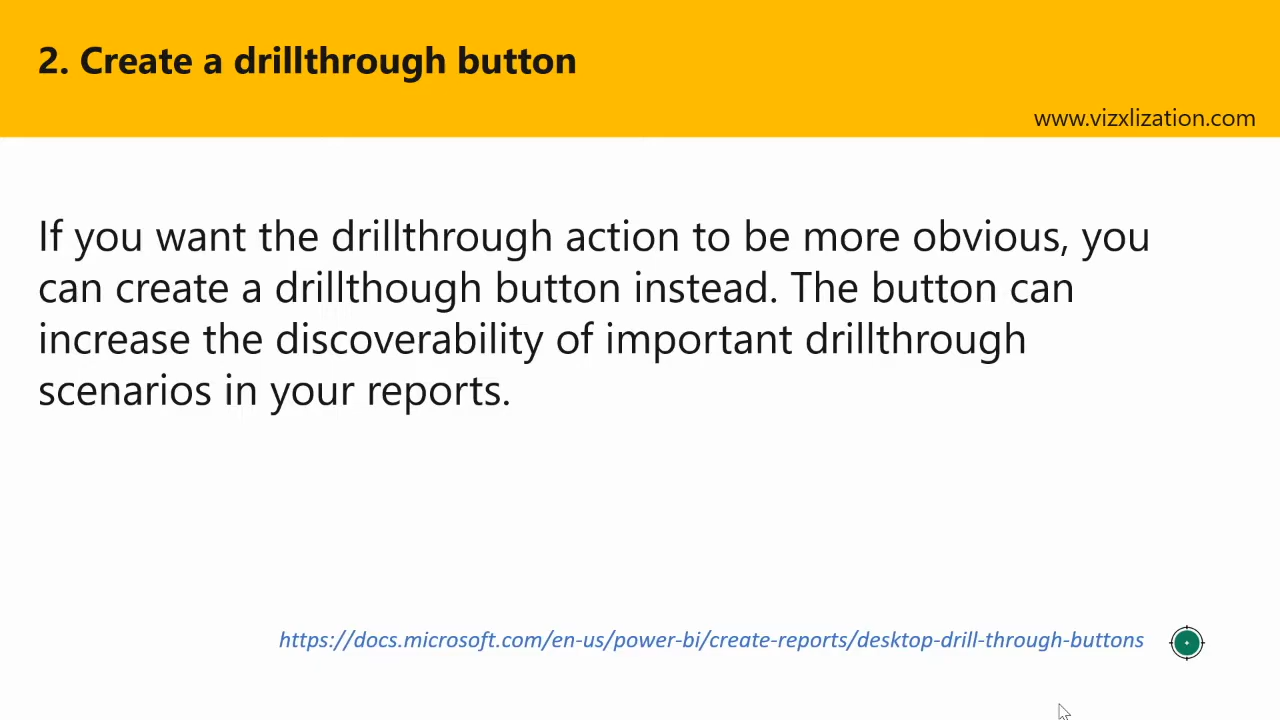 2. Create a drillthrough button
www.vizxlization.com
If you want the drillthrough action to be more obvious, you
can create a drillthough button instead. The button can
increase the discoverability of important drillthrough
scenarios in your reports.
https://docs.microsoft.com/en-us/power-bi/create-reports/desktop-drill-through-buttons